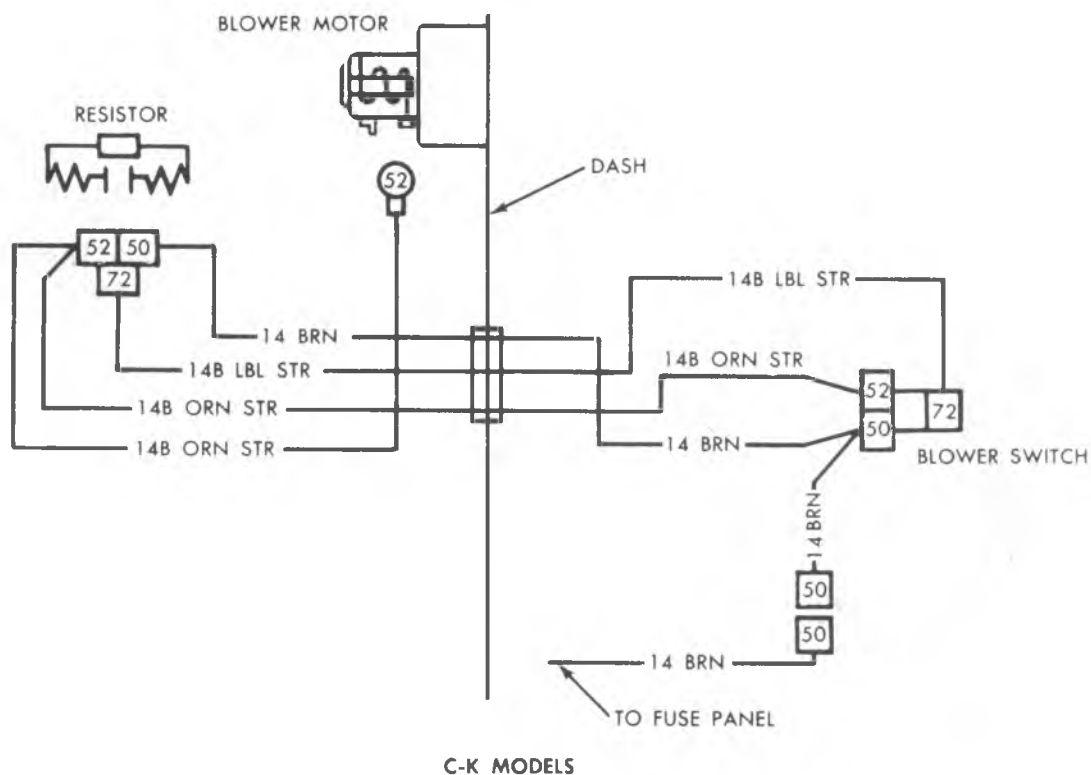 BLOWER MOTOR
RESISTOR
52
DASH
52 50
72
14B LBL STR
14 BRN
14B ORN STR
14B LBL STR
52
72
14B ORN STR
50
14 BRN
14B ORN STR
BLOWER SWITCH
14 BRN
50
50
14 BRN
TO FUSE PANEL
C-K MODELS